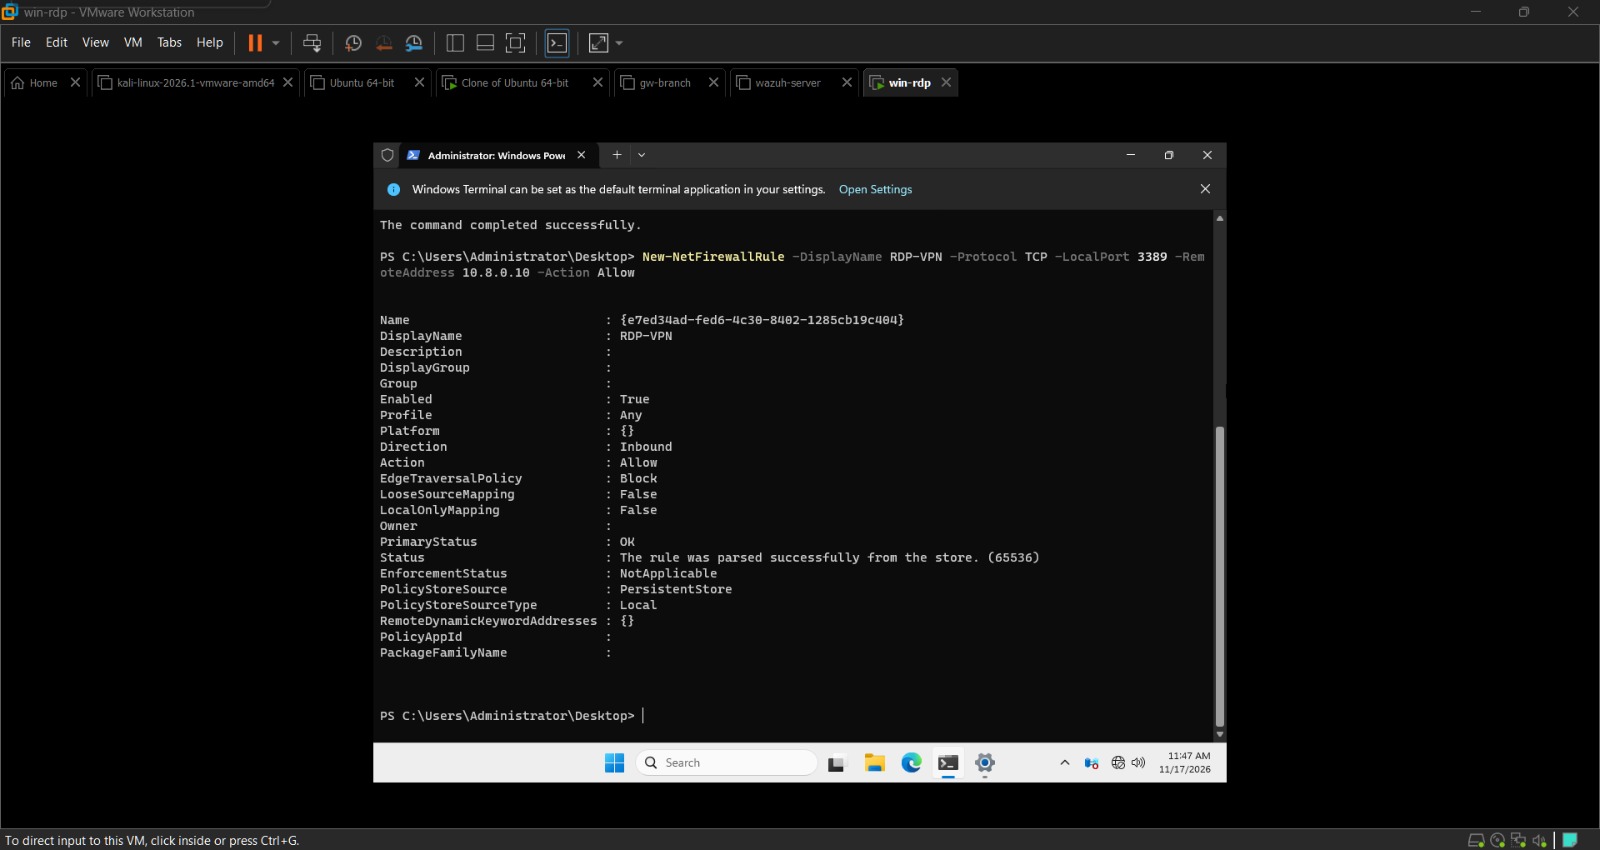 win-rdp - VMware Workstation
File Edit View VM Tabs Help
Home kali-linux-2026.1-vmware-amd64 Ubuntu 64-bit Clone of Ubuntu 64-bit gw-branch wazuh-server win-rdp
Administrator: Windows Powe
Windows Terminal can be set as the default terminal application in your settings. Open Settings
The command completed successfully.
PS C:\Users\Administrator\Desktop> New-NetFirewallRule -DisplayName RDP-VPN -Protocol TCP -LocalPort 3389 -Rem
oteAddress 10.8.0.10 -Action Allow
Name : {e7ed34ad-fed6-4c30-8402-1285cb19c404}
DisplayName : RDP-VPN
Description :
DisplayGroup :
Group :
Enabled : True
Profile : Any
Platform : {}
Direction : Inbound
Action : Allow
EdgeTraversalPolicy : Block
LooseSourceMapping : False
LocalOnlyMapping : False
Owner :
PrimaryStatus : OK
Status : The rule was parsed successfully from the store. (65536)
EnforcementStatus : NotApplicable
PolicyStoreSource : PersistentStore
PolicyStoreSourceType : Local
RemoteDynamicKeywordAddresses : {}
PolicyAppId :
PackageFamilyName :
PS C:\Users\Administrator\Desktop>
Search
11:47 AM
11/17/2026
To direct input to this VM, click inside or press Ctrl+G.